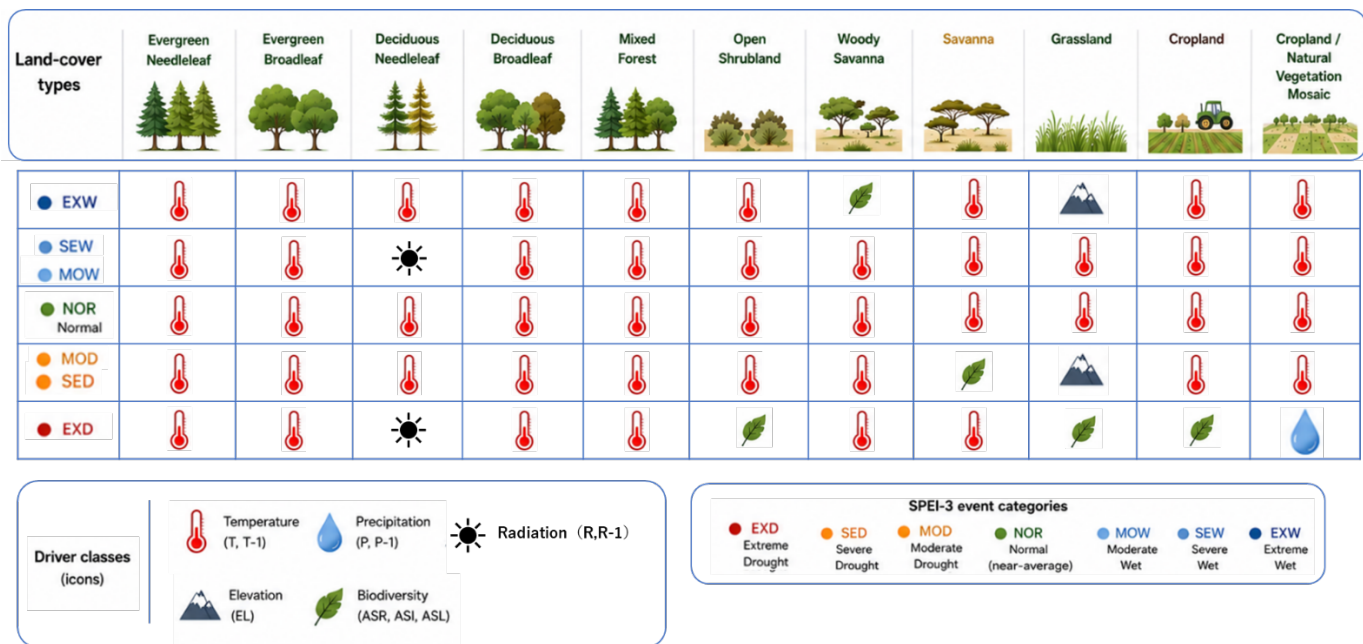 Land-cover
types
Evergreen
Needleleaf
Evergreen
Broadleaf
Deciduous
Needleleaf
Deciduous
Broadleaf
Mixed
Forest
Open
Shrubland
Woody
Savanna
Savanna
Grassland
Cropland
Cropland /
Natural
Vegetation
Mosaic
EXW
SEW
MOW
NOR
Normal
MOD
SED
EXD
Driver classes
(icons)
Temperature
(T, T-1)
Precipitation
(P, P-1)
Radiation（R,R-1）
Elevation
(EL)
Biodiversity
(ASR, ASI, ASL)
SPEI-3 event categories
EXD
Extreme
Drought
SED
Severe
Drought
MOD
Moderate
Drought
NOR
Normal
(near-average)
MOW
Moderate
Wet
SEW
Severe
Wet
EXW
Extreme
Wet